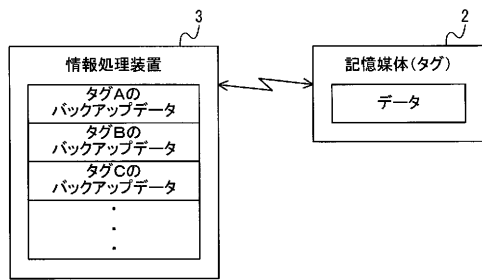 3
情報処理装置
タグAの
バックアップデータ
タグBの
バックアップデータ
タグCの
バックアップデータ
・
・
・
2
記憶媒体(タグ)
データ